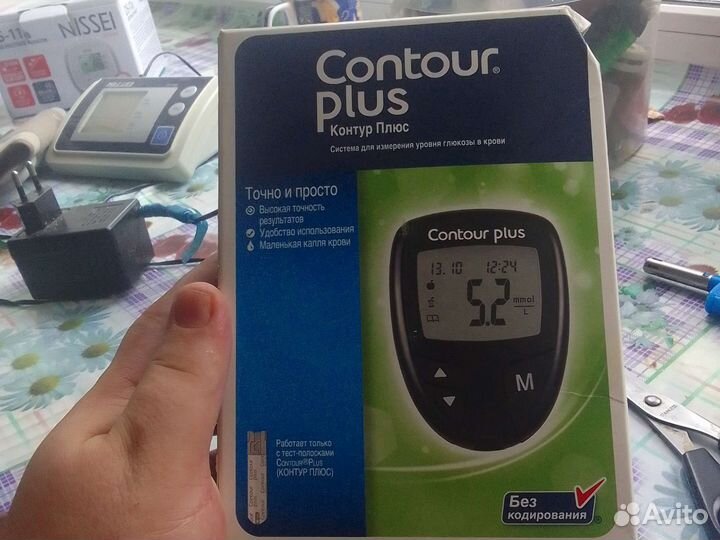 NISSEI
Contour®
plus
Контур Плюс
Система для измерения уровня глюкозы в крови
Точно и просто
Высокая точность
результатов
Удобство использования
Маленькая капля крови
Contour plus
13.10 12:24
5.2 mmol
L
M
Работает только
с тест-полосками
CONTOUR®PLUS
(КОНТУР ПЛЮС)
Без
кодирования
Avito